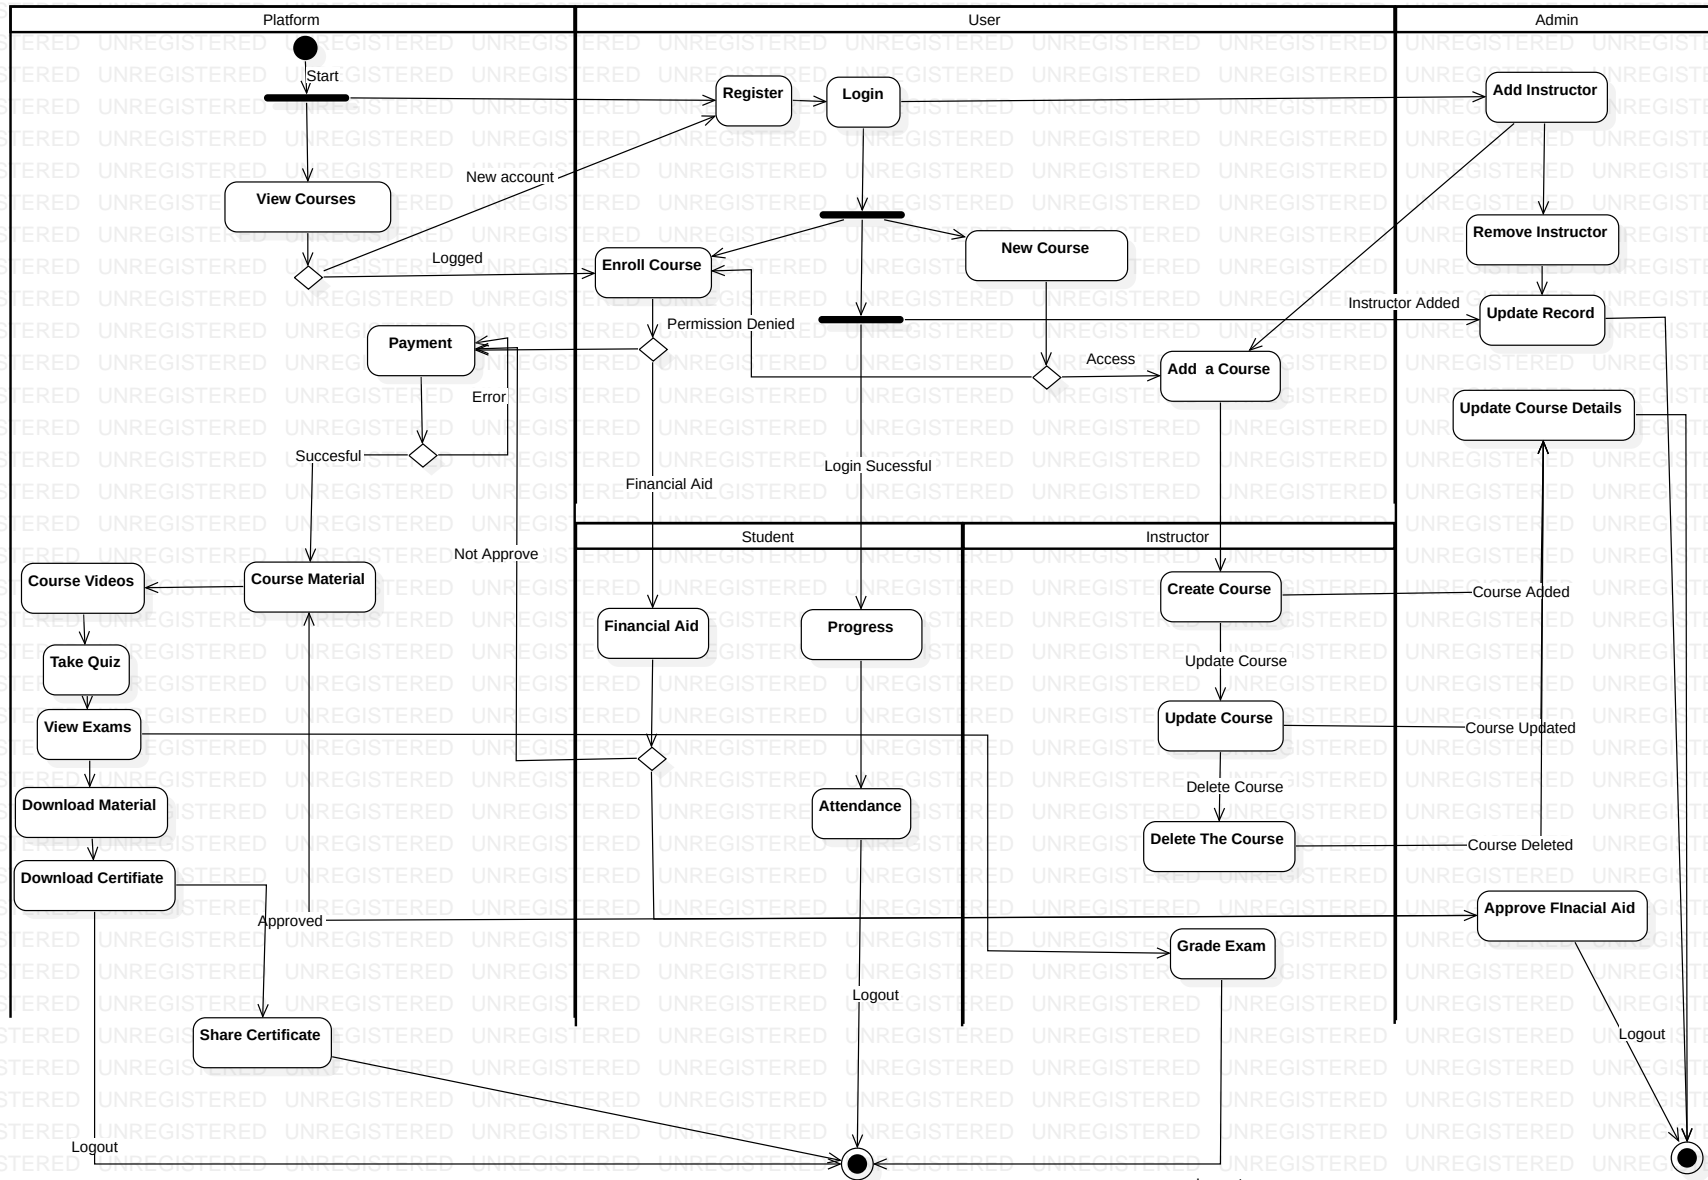 Platform
User
Admin
Start
Register
Login
Add Instructor
New account
View Courses
Logged
Enroll Course
New Course
Remove Instructor
Instructor Added
Permission Denied
Update Record
Payment
Access
Add  a Course
Error
Update Course Details
Succesful
Login Sucessful
Financial Aid
Student
Instructor
Not Approve
Course Videos
Course Material
Create Course
Course Added
Financial Aid
Progress
Take Quiz
Update Course
View Exams
Update Course
Course Updated
Delete Course
Download Material
Attendance
Delete The Course
Course Deleted
Download Certifiate
Approved
Approve FInacial Aid
Grade Exam
Logout
Share Certificate
Logout
Logout
UNREGISTERED